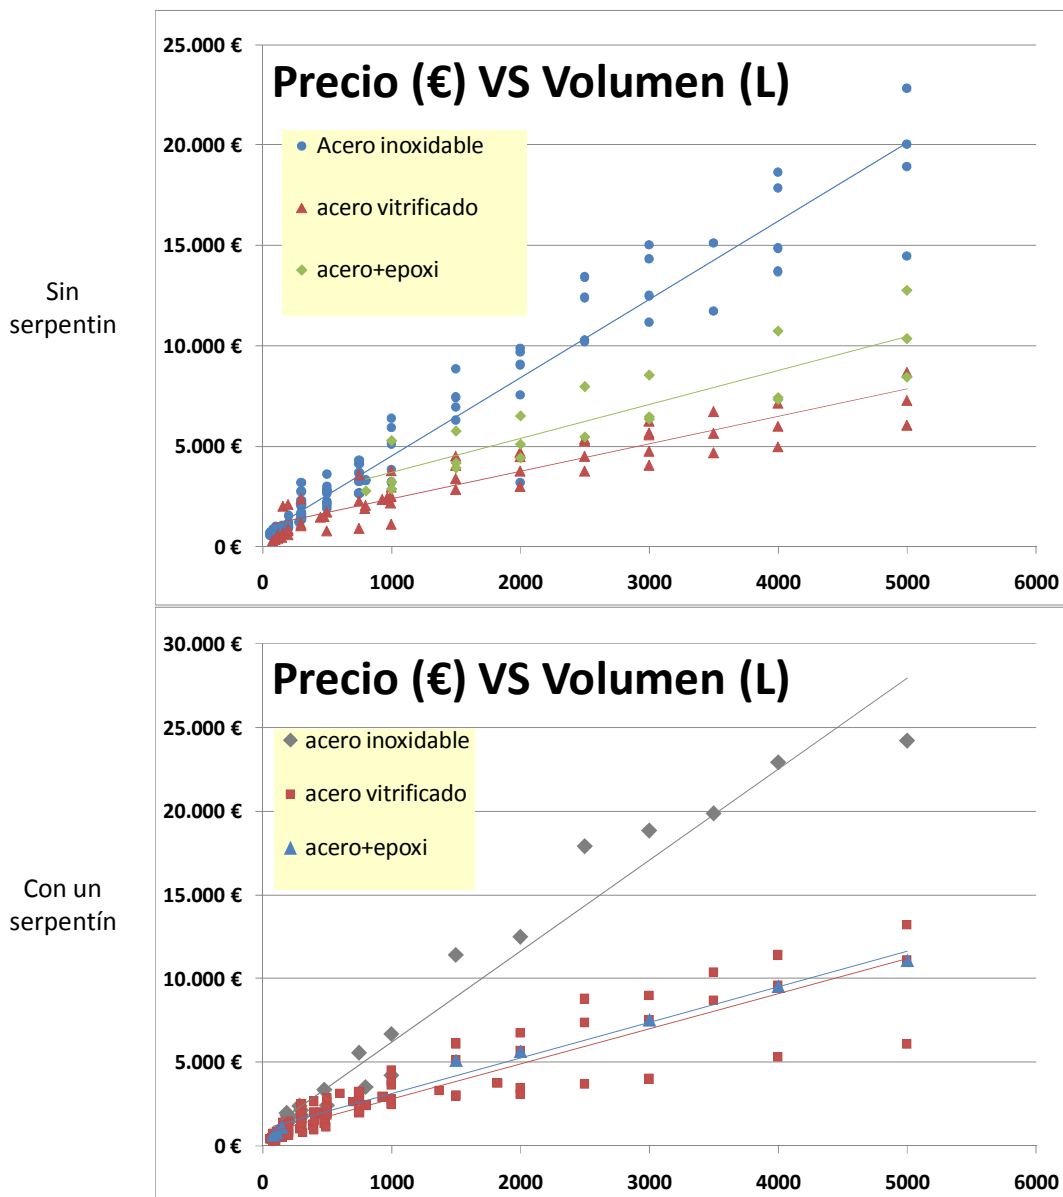 25.000 €
Precio (€) VS Volumen (L)
20.000 €
Acero inoxidable
acero vitrificado
15.000 €
acero+epoxi
Sin
serpentin
10.000 €
5.000 €
0 €
0 1000 2000 3000 4000 5000 6000
30.000 €
Precio (€) VS Volumen (L)
25.000 €
acero inoxidable
acero vitrificado
20.000 €
acero+epoxi
15.000 €
Con un
serpentín
10.000 €
5.000 €
0 €
0 1000 2000 3000 4000 5000 6000